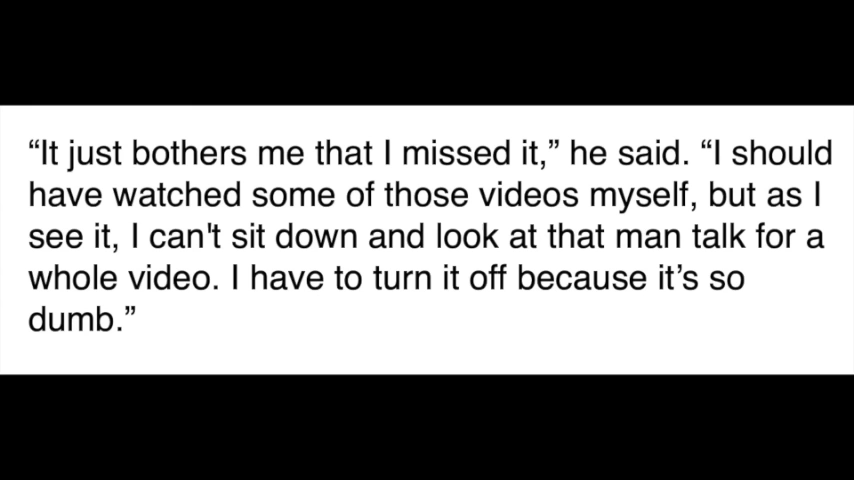 “It just bothers me that I missed it,” he said. “I should
have watched some of those videos myself, but as I
see it, I can't sit down and look at that man talk for a
whole video. I have to turn it off because it’s so
dumb.”